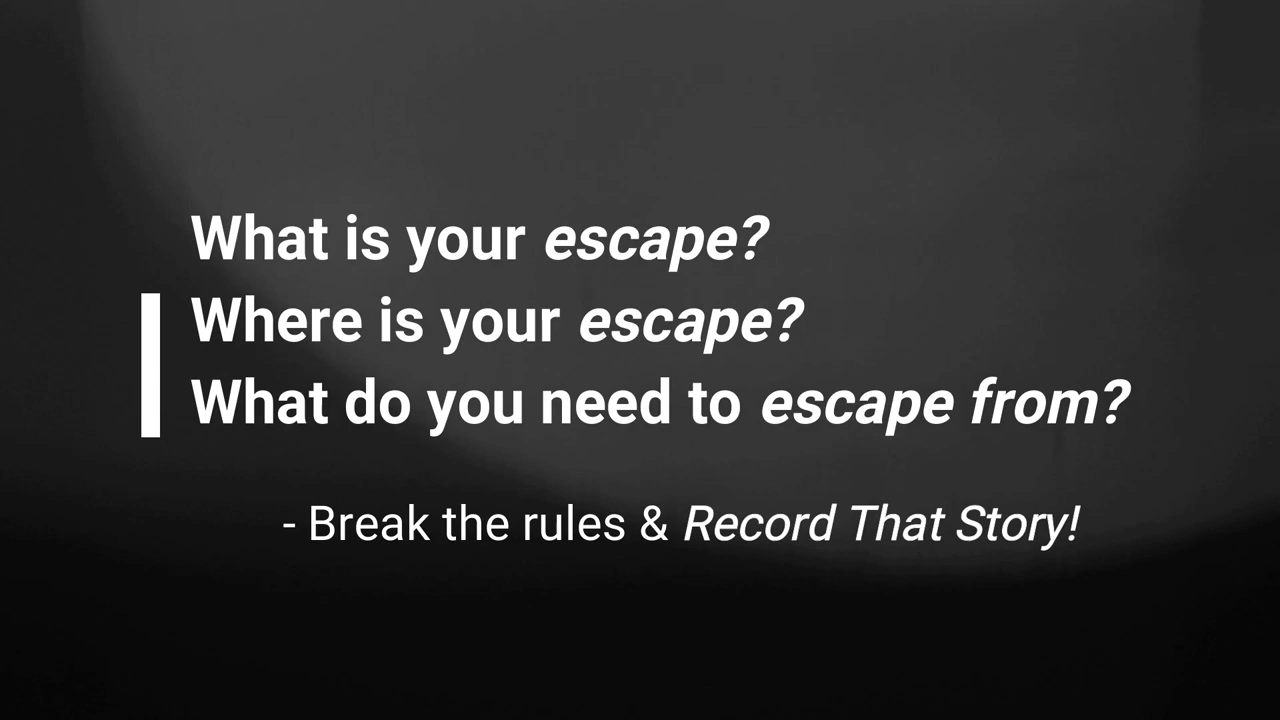 What is your escape?
Where is your escape?
What do you need to escape from?
- Break the rules & Record That Story!